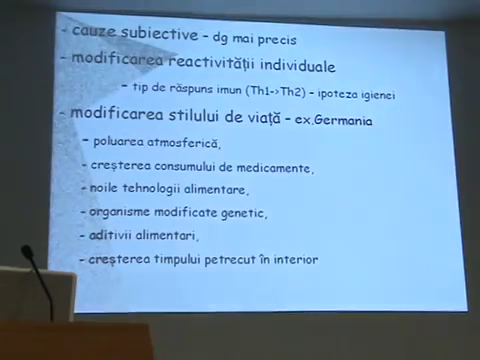 - cauze subiective - dg mai precis
- modificarea reactivității individuale
- tip de răspuns imun (Th1->Th2) - ipoteza igienei
- modificarea stilului de viață - ex.Germania
- poluarea atmosferică,
- creșterea consumului de medicamente,
- noile tehnologii alimentare,
- organisme modificate genetic,
- aditivii alimentari,
- creșterea timpului petrecut în interior